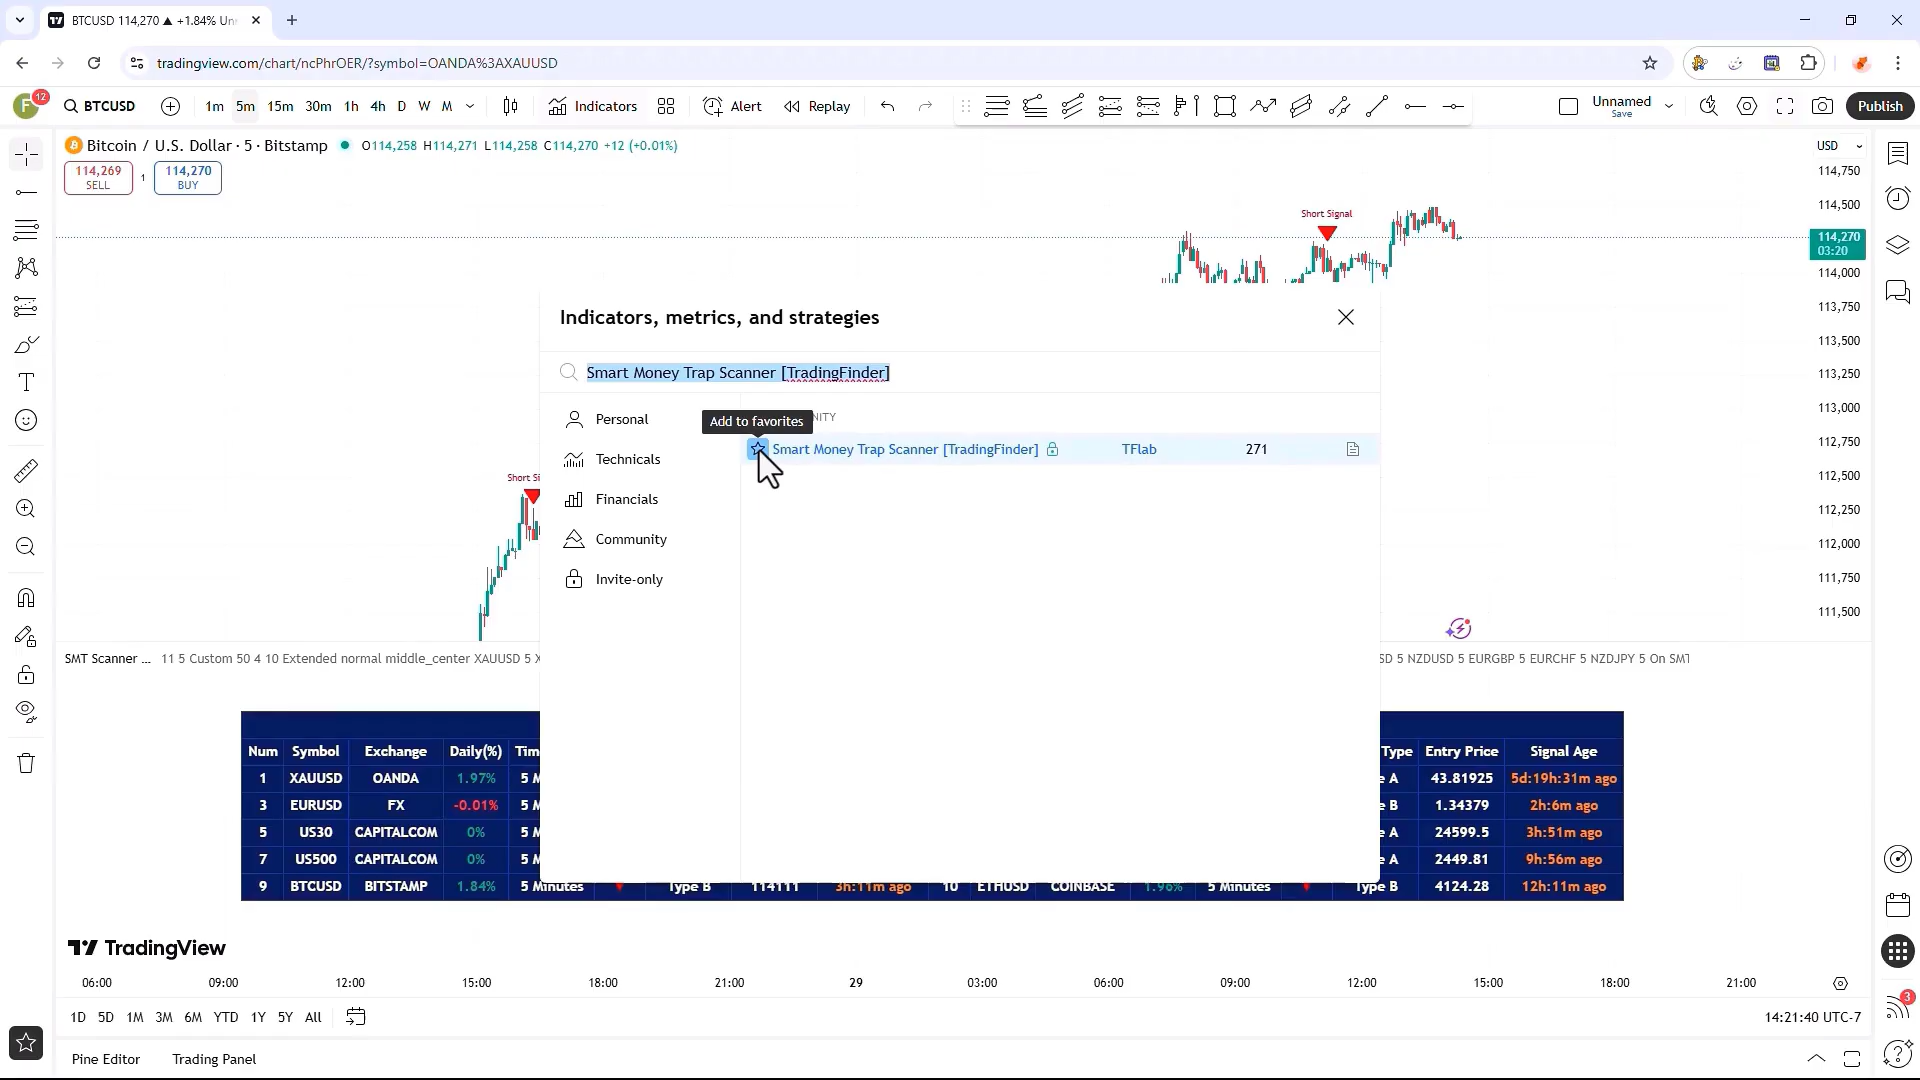 BTCUSD 114,270 ▲ +1.84% Un
tradingview.com/chart/ncPhrOER/?symbol=OANDA%3AXAUUSD
F 12 BTCUSD 1m 5m 15m 30m 1h 4h D W M Indicators Alert Replay Unnamed Save Publish
Bitcoin / U.S. Dollar · 5 · Bitstamp O114,258 H114,271 L114,258 C114,270 +12 (+0.01%)
USD
114,269 SELL 1 114,270 BUY
114,750
114,500
114,270
03:20
114,000
113,750
113,500
113,250
113,000
112,750
112,500
112,250
112,000
111,750
111,500
Short Signal
Short Si
Indicators, metrics, and strategies
Smart Money Trap Scanner [TradingFinder]
Personal
Technicals
Financials
Community
Invite-only
Add to favorites
NITY
Smart Money Trap Scanner [TradingFinder] TFlab 271
SMT Scanner ... 11 5 Custom 50 4 10 Extended normal middle_center XAUUSD 5 X
SD 5 NZDUSD 5 EURGBP 5 EURCHF 5 NZDJPY 5 On SMT
Num Symbol Exchange Daily(%) Tim Type Entry Price Signal Age
1 XAUUSD OANDA 1.97% 5 M e A 43.81925 5d:19h:31m ago
3 EURUSD FX -0.01% 5 M e B 1.34379 2h:6m ago
5 US30 CAPITALCOM 0% 5 M e A 24599.5 3h:51m ago
7 US500 CAPITALCOM 0% 5 M e A 2449.81 9h:56m ago
9 BTCUSD BITSTAMP 1.84% 5 Minutes Type B 114111 3h:11m ago 10 ETHUSD COINBASE 1.96% 5 Minutes Type B 4124.28 12h:11m ago
TradingView
06:00 09:00 12:00 15:00 18:00 21:00 29 03:00 06:00 09:00 12:00 15:00 18:00 21:00
1D 5D 1M 3M 6M YTD 1Y 5Y All 14:21:40 UTC-7
3
Pine Editor Trading Panel